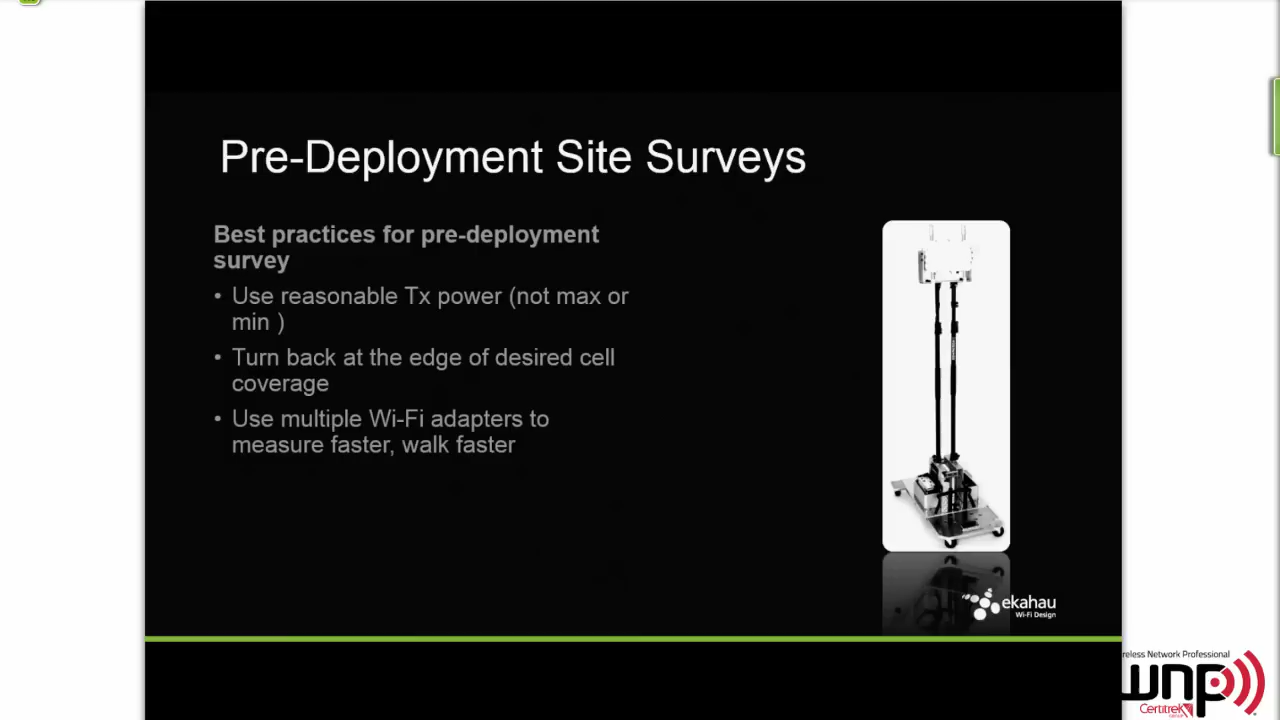 Pre-Deployment Site Surveys
Best practices for pre-deployment
survey
• Use reasonable Tx power (not max or
min )
• Turn back at the edge of desired cell
coverage
• Use multiple Wi-Fi adapters to
measure faster, walk faster
ekahau
Wi-Fi Design
reless Network Professional
wnp
Certitrek